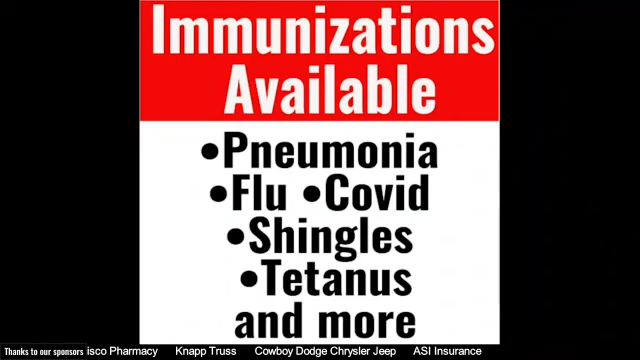 Immunizations
Available
•Pneumonia
•Flu •Covid
•Shingles
•Tetanus
and more
Thanks to our sponsors isco Pharmacy Knapp Truss Cowboy Dodge Chrysler Jeep ASI Insurance